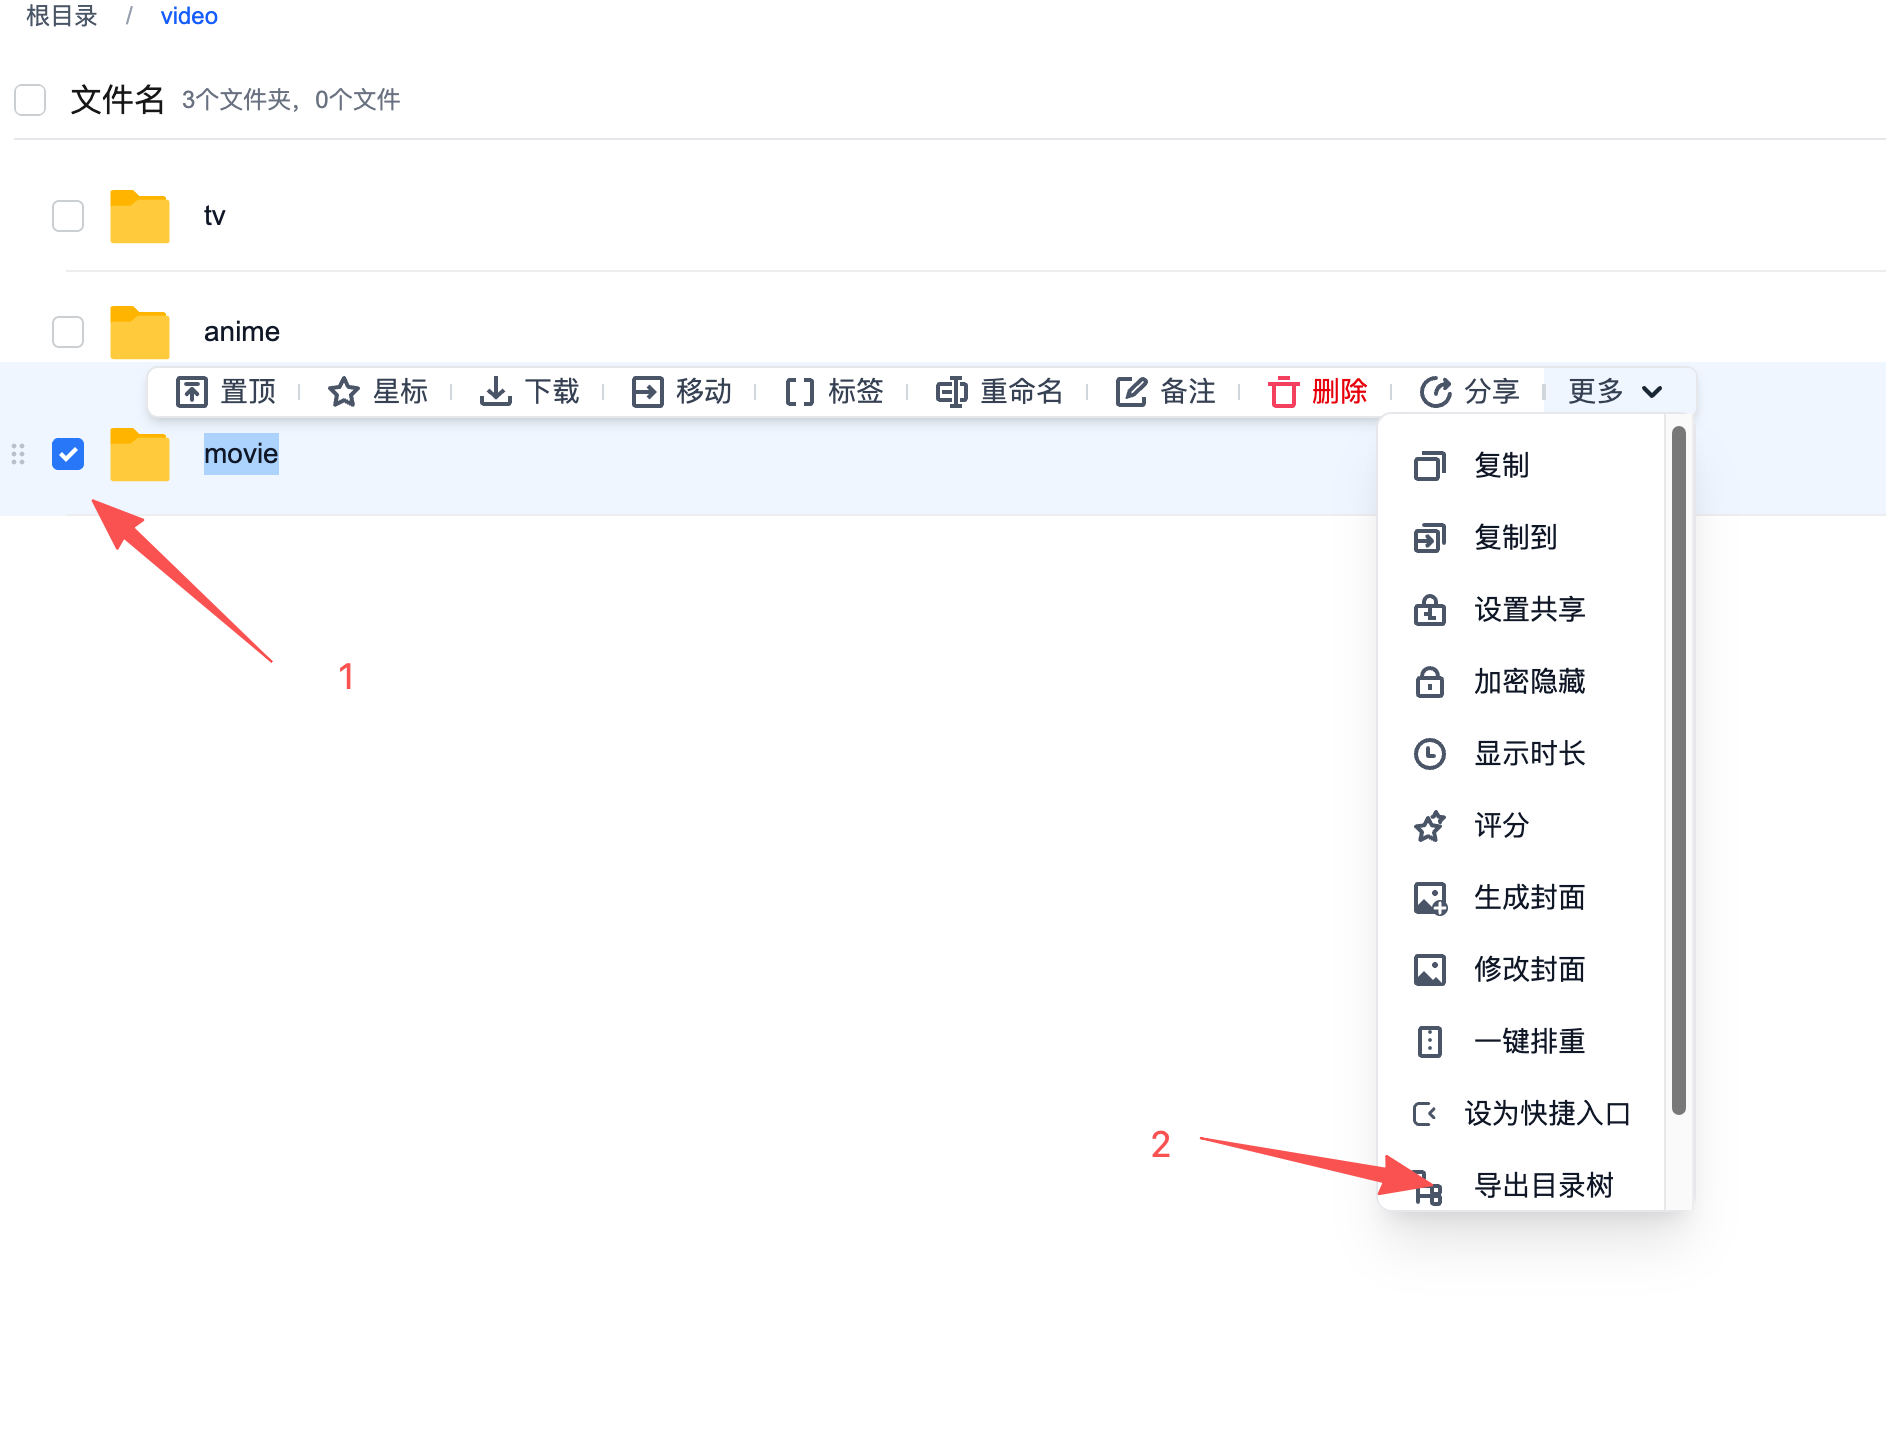 根目录 / video
文件名 3个文件夹，0个文件
tv
anime
置顶 星标 下载 移动 标签 重命名 备注 删除 分享 更多
movie
复制
复制到
设置共享
加密隐藏
显示时长
评分
生成封面
修改封面
一键排重
设为快捷入口
导出目录树
1
2